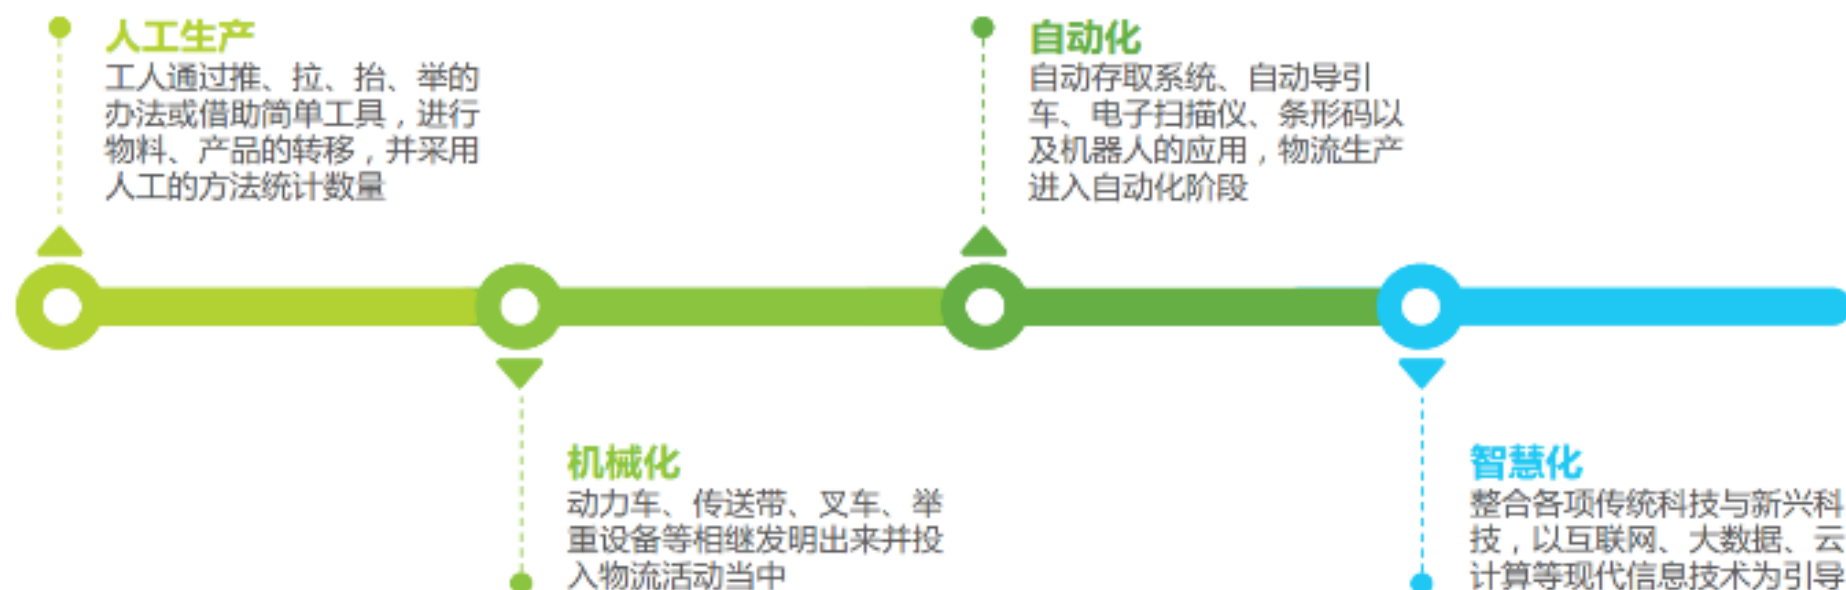 人工生产
工人通过推、拉、抬、举的
办法或借助简单工具，进行
物料、产品的转移，并采用
人工的方法统计数量
机械化
动力车、传送带、叉车、举
重设备等相继发明出来并投
入物流活动当中
自动化
自动存取系统、自动导引
车、电子扫描仪、条形码以
及机器人的应用，物流生产
进入自动化阶段
智慧化
整合各项传统科技与新兴科
技，以互联网、大数据、云
计算等现代信息技术为引导